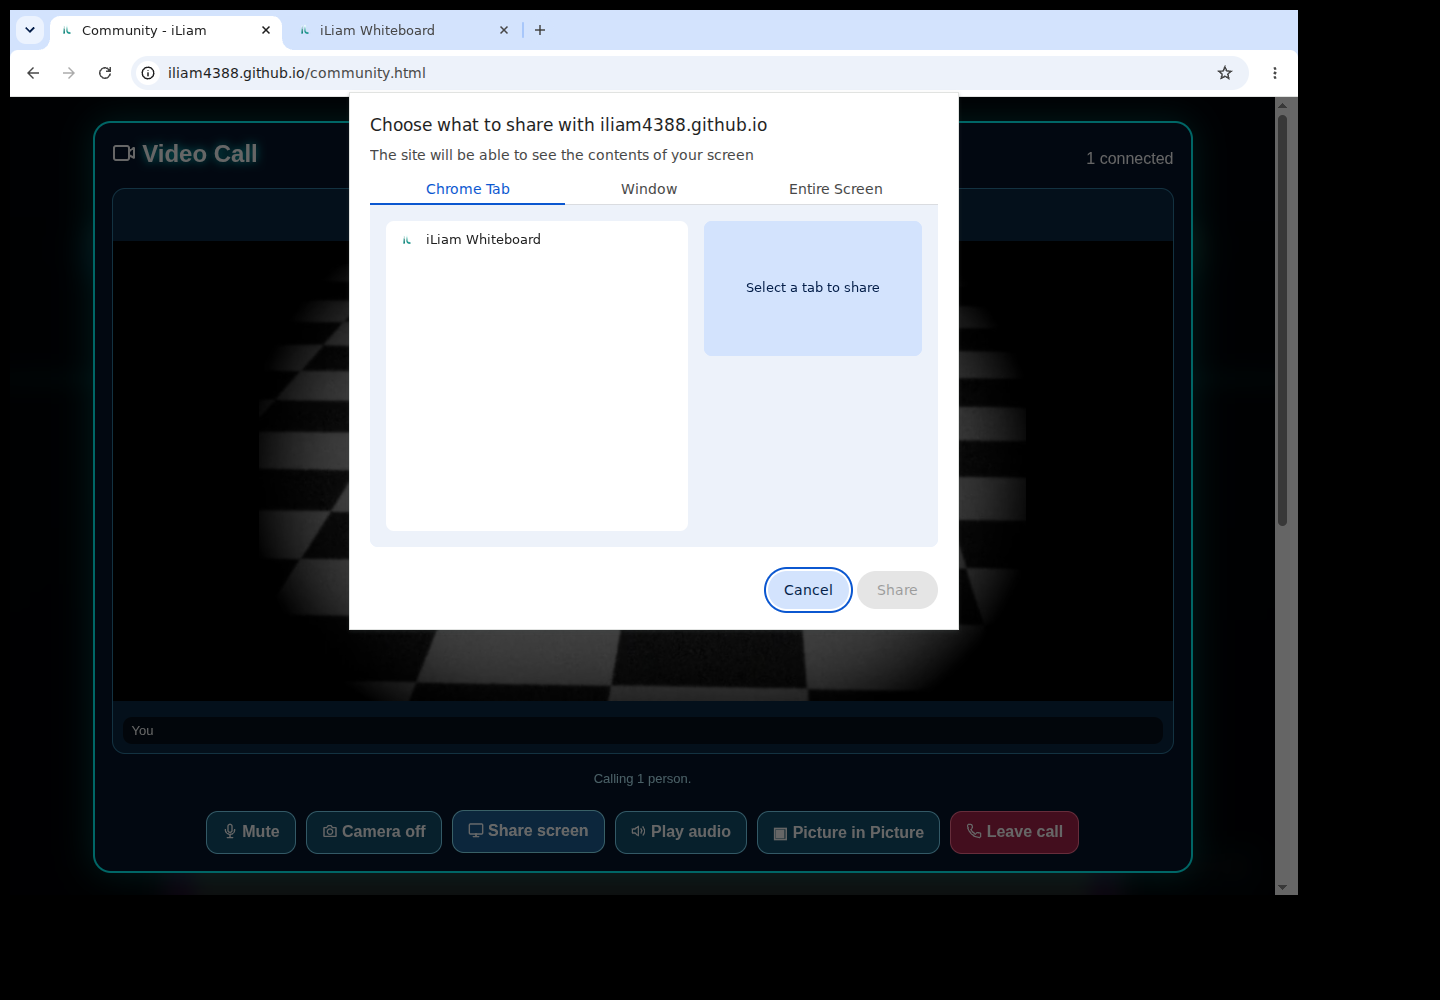 Community - iLiam
iLiam Whiteboard
iliam4388.github.io/community.html
Choose what to share with iliam4388.github.io
The site will be able to see the contents of your screen
Chrome Tab
Window
Entire Screen
iLiam Whiteboard
Select a tab to share
Cancel
Share
Video Call
1 connected
You
Calling 1 person.
Mute
Camera off
Share screen
Play audio
Picture in Picture
Leave call